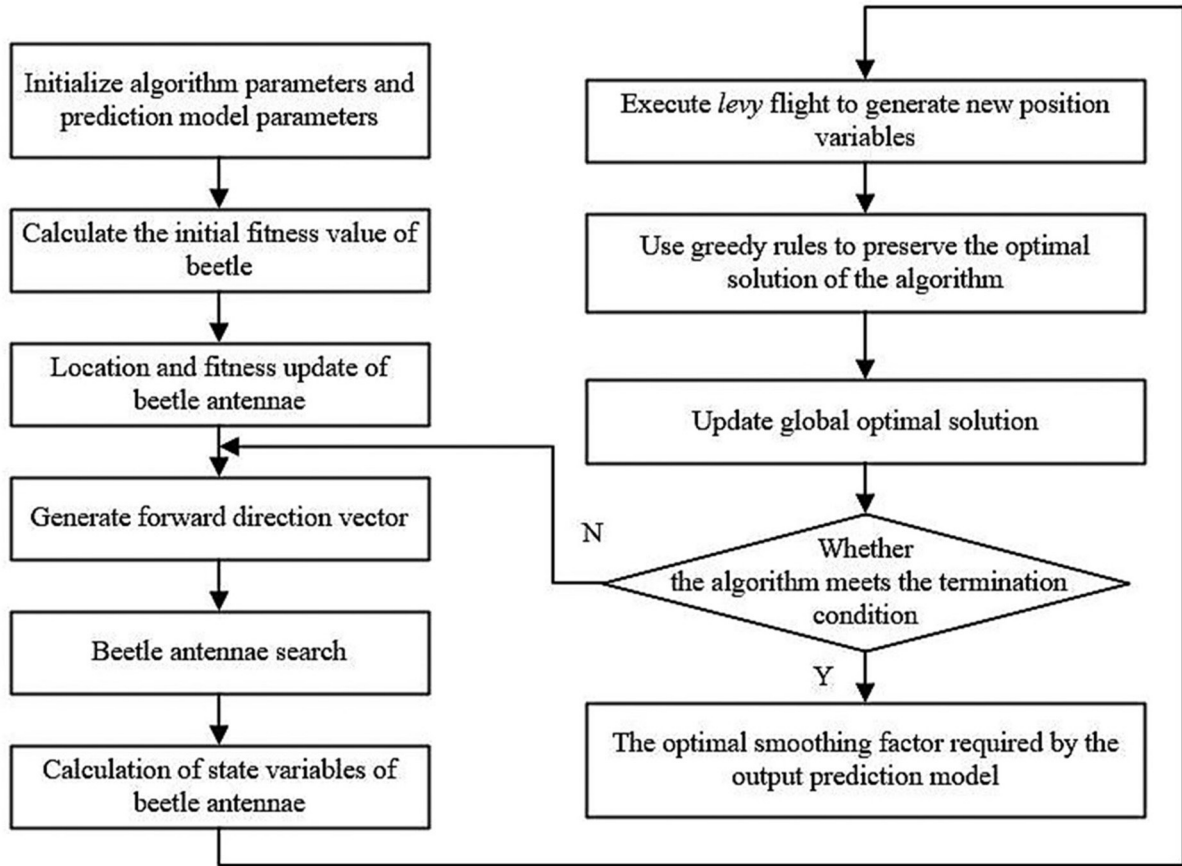 Initialize algorithm parameters and
prediction model parameters
Calculate the initial fitness value of
beetle
Location and fitness update of
beetle antennae
Generate forward direction vector
Beetle antennae search
Calculation of state variables of
beetle antennae
Execute levy flight to generate new position
variables
Use greedy rules to preserve the optimal
solution of the algorithm
Update global optimal solution
Whether
the algorithm meets the termination
condition
N
Y
The optimal smoothing factor required by the
output prediction model